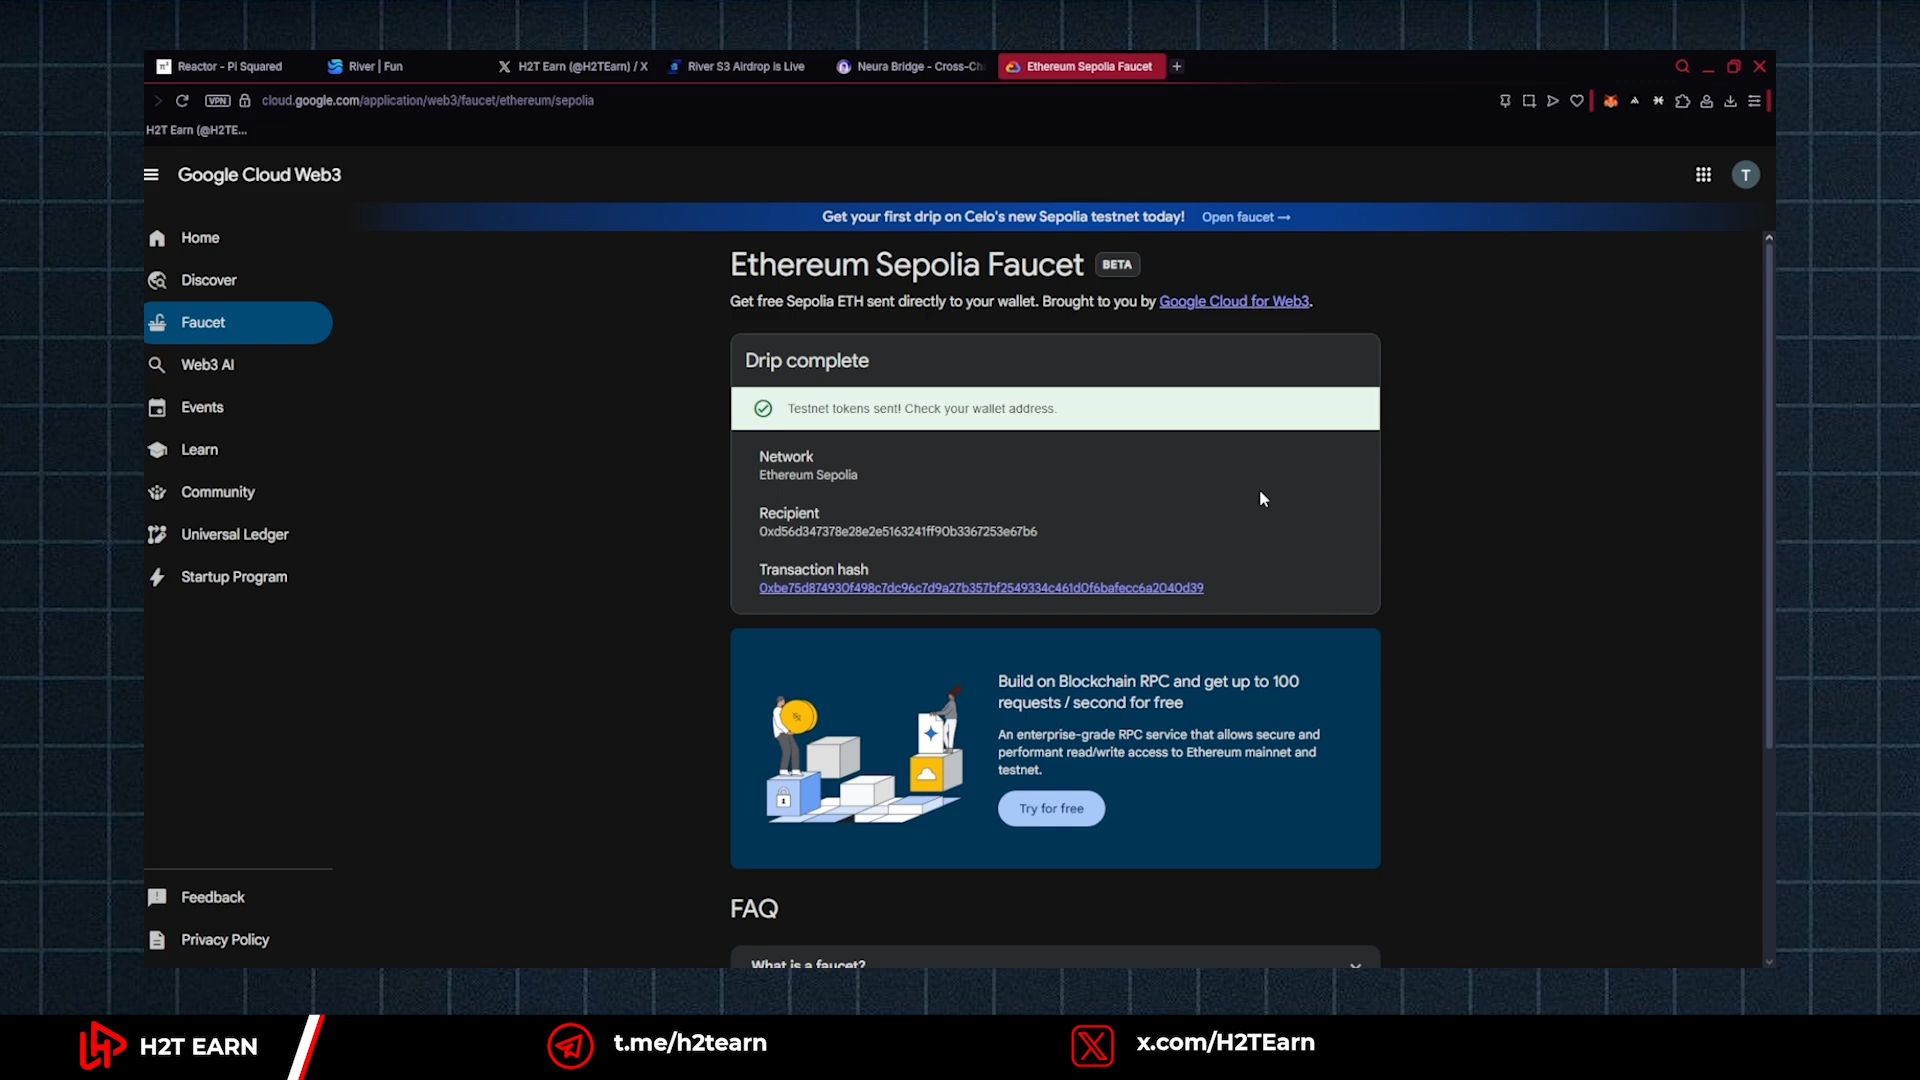 Reactor - Pi Squared
River | Fun
H2T Earn (@H2TEarn) / X
River S3 Airdrop is Live
Neura Bridge - Cross-Ch
Ethereum Sepolia Faucet
VPN
cloud.google.com/application/web3/faucet/ethereum/sepolia
H2T Earn (@H2TE...
Google Cloud Web3
T
Get your first drip on Celo's new Sepolia testnet today! Open faucet →
Home
Discover
Faucet
Web3 AI
Events
Learn
Community
Universal Ledger
Startup Program
Feedback
Privacy Policy
Ethereum Sepolia Faucet BETA
Get free Sepolia ETH sent directly to your wallet. Brought to you by Google Cloud for Web3.
Drip complete
Testnet tokens sent! Check your wallet address.
Network
Ethereum Sepolia
Recipient
0xd56d347378e28e2e5163241ff90b3367253e67b6
Transaction hash
0xbe75d874930f498c7dc96c7d9a27b357bf2549334c461d0f6bafecc6a2040d39
Build on Blockchain RPC and get up to 100
requests / second for free
An enterprise-grade RPC service that allows secure and
performant read/write access to Ethereum mainnet and
testnet.
Try for free
FAQ
What is a faucet?
H2T EARN
t.me/h2tearn
x.com/H2TEarn